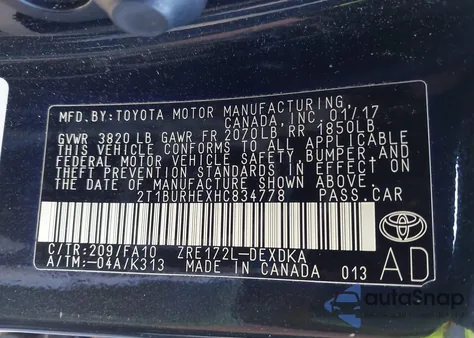 MFD.BY:TOYOTA MOTOR MANUFACTURING,
CANADA,INC. 01/17
GVWR 3820 LB GAWR FR 2070LB RR 1850LB
THIS VEHICLE CONFORMS TO ALL APPLICABLE
FEDERAL MOTOR VEHICLE SAFETY,BUMPER,AND
THEFT PREVENTION STANDARDS IN EFFECT ON
THE DATE OF MANUFACTURE SHOWN ABOVE.
2T1BURHEXHC834778 PASS.CAR
C/TR:209/FA10 ZRE172L-DEXDKA
A/TM:-04A/K313 MADE IN CANADA 013
AD
autoSnap